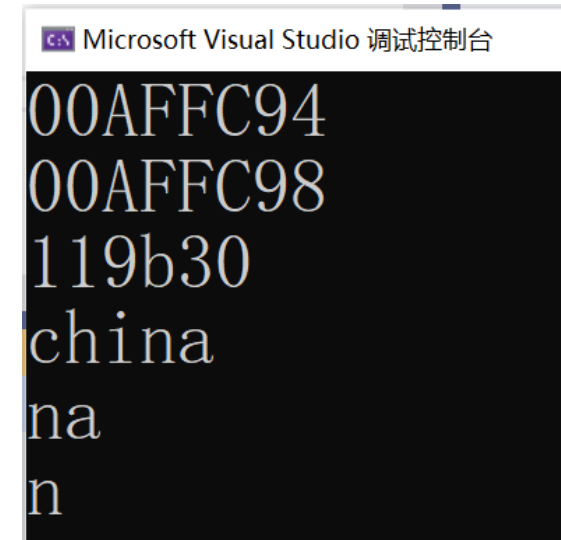 Microsoft Visual Studio 调试控制台
00AFFC94
00AFFC98
119b30
china
na
n